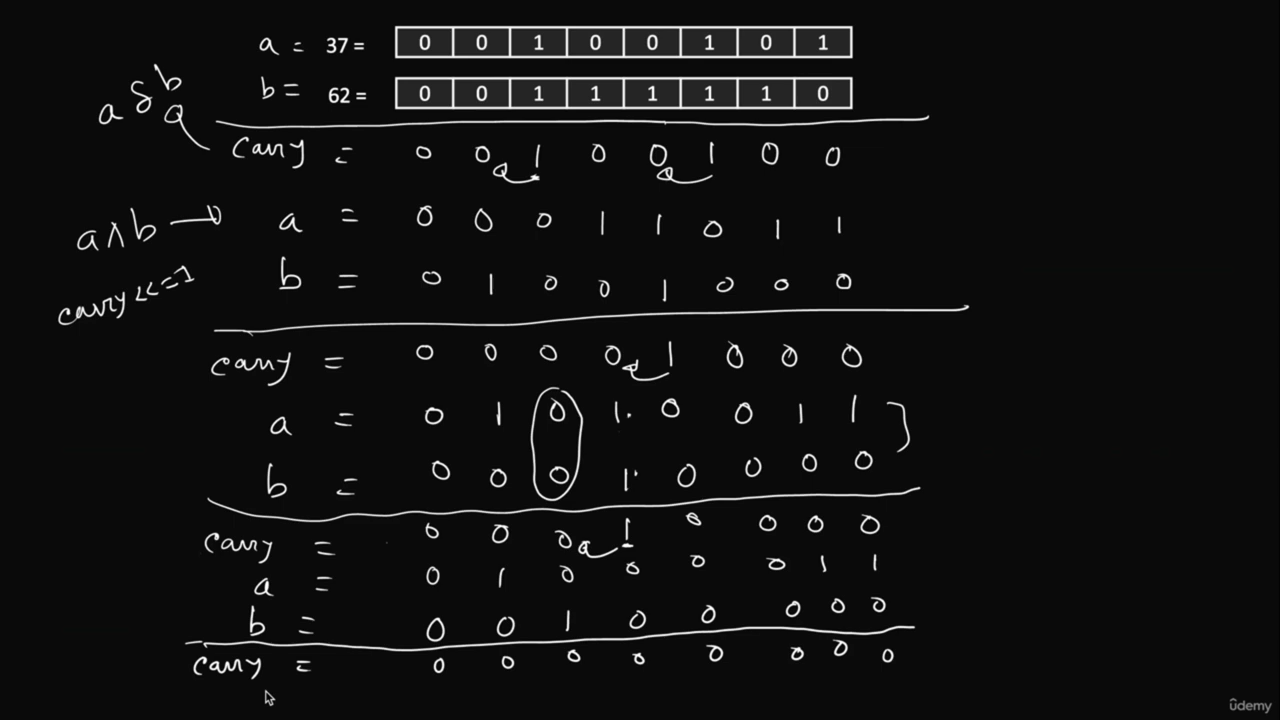 a = 37 = 0 0 1 0 0 1 0 1
b = 62 = 0 0 1 1 1 1 1 0
a & b
carry = 0 0 1 0 0 1 0 0
a ^ b → a = 0 0 0 1 1 0 1 1
carry <<= 1 b = 0 1 0 0 1 0 0 0
carry = 0 0 0 0 1 0 0 0
a = 0 1 0 1 0 0 1 1
b = 0 0 0 1 0 0 0 0
carry = 0 0 0 1 0 0 0 0
a = 0 1 0 0 0 0 1 1
b = 0 0 1 0 0 0 0 0
carry = 0 0 0 0 0 0 0 0
ûdemy